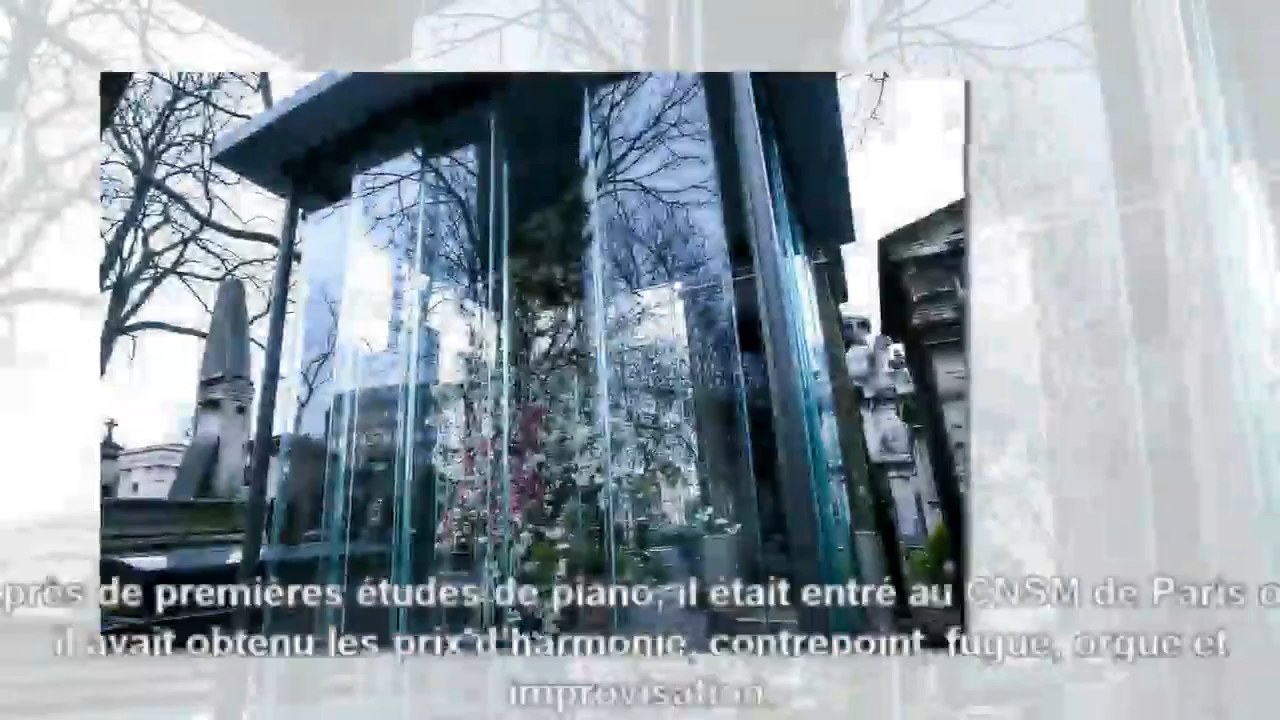 près de premières études de piano, il était entré au CNSM de Paris o
il avait obtenu les prix d'harmonie, contrepoint, fugue, orgue et
improvisation.